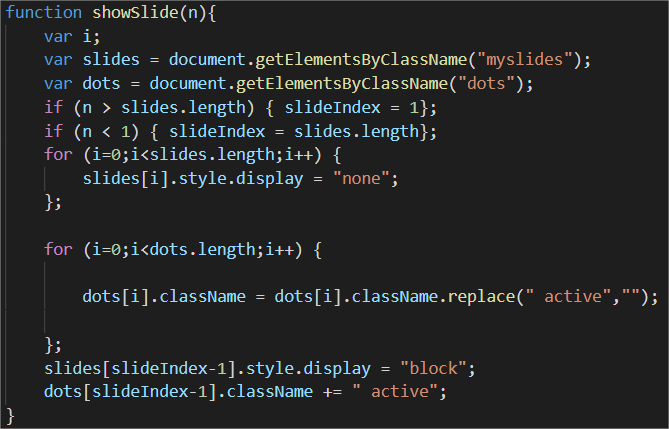 function showSlide(n){
    var i;
    var slides = document.getElementsByClassName("myslides");
    var dots = document.getElementsByClassName("dots");
    if (n > slides.length) { slideIndex = 1};
    if (n < 1) { slideIndex = slides.length};
    for (i=0;i<slides.length;i++) {
        slides[i].style.display = "none";
    };

    for (i=0;i<dots.length;i++) {

        dots[i].className = dots[i].className.replace(" active","");

    };
    slides[slideIndex-1].style.display = "block";
    dots[slideIndex-1].className += " active";
}